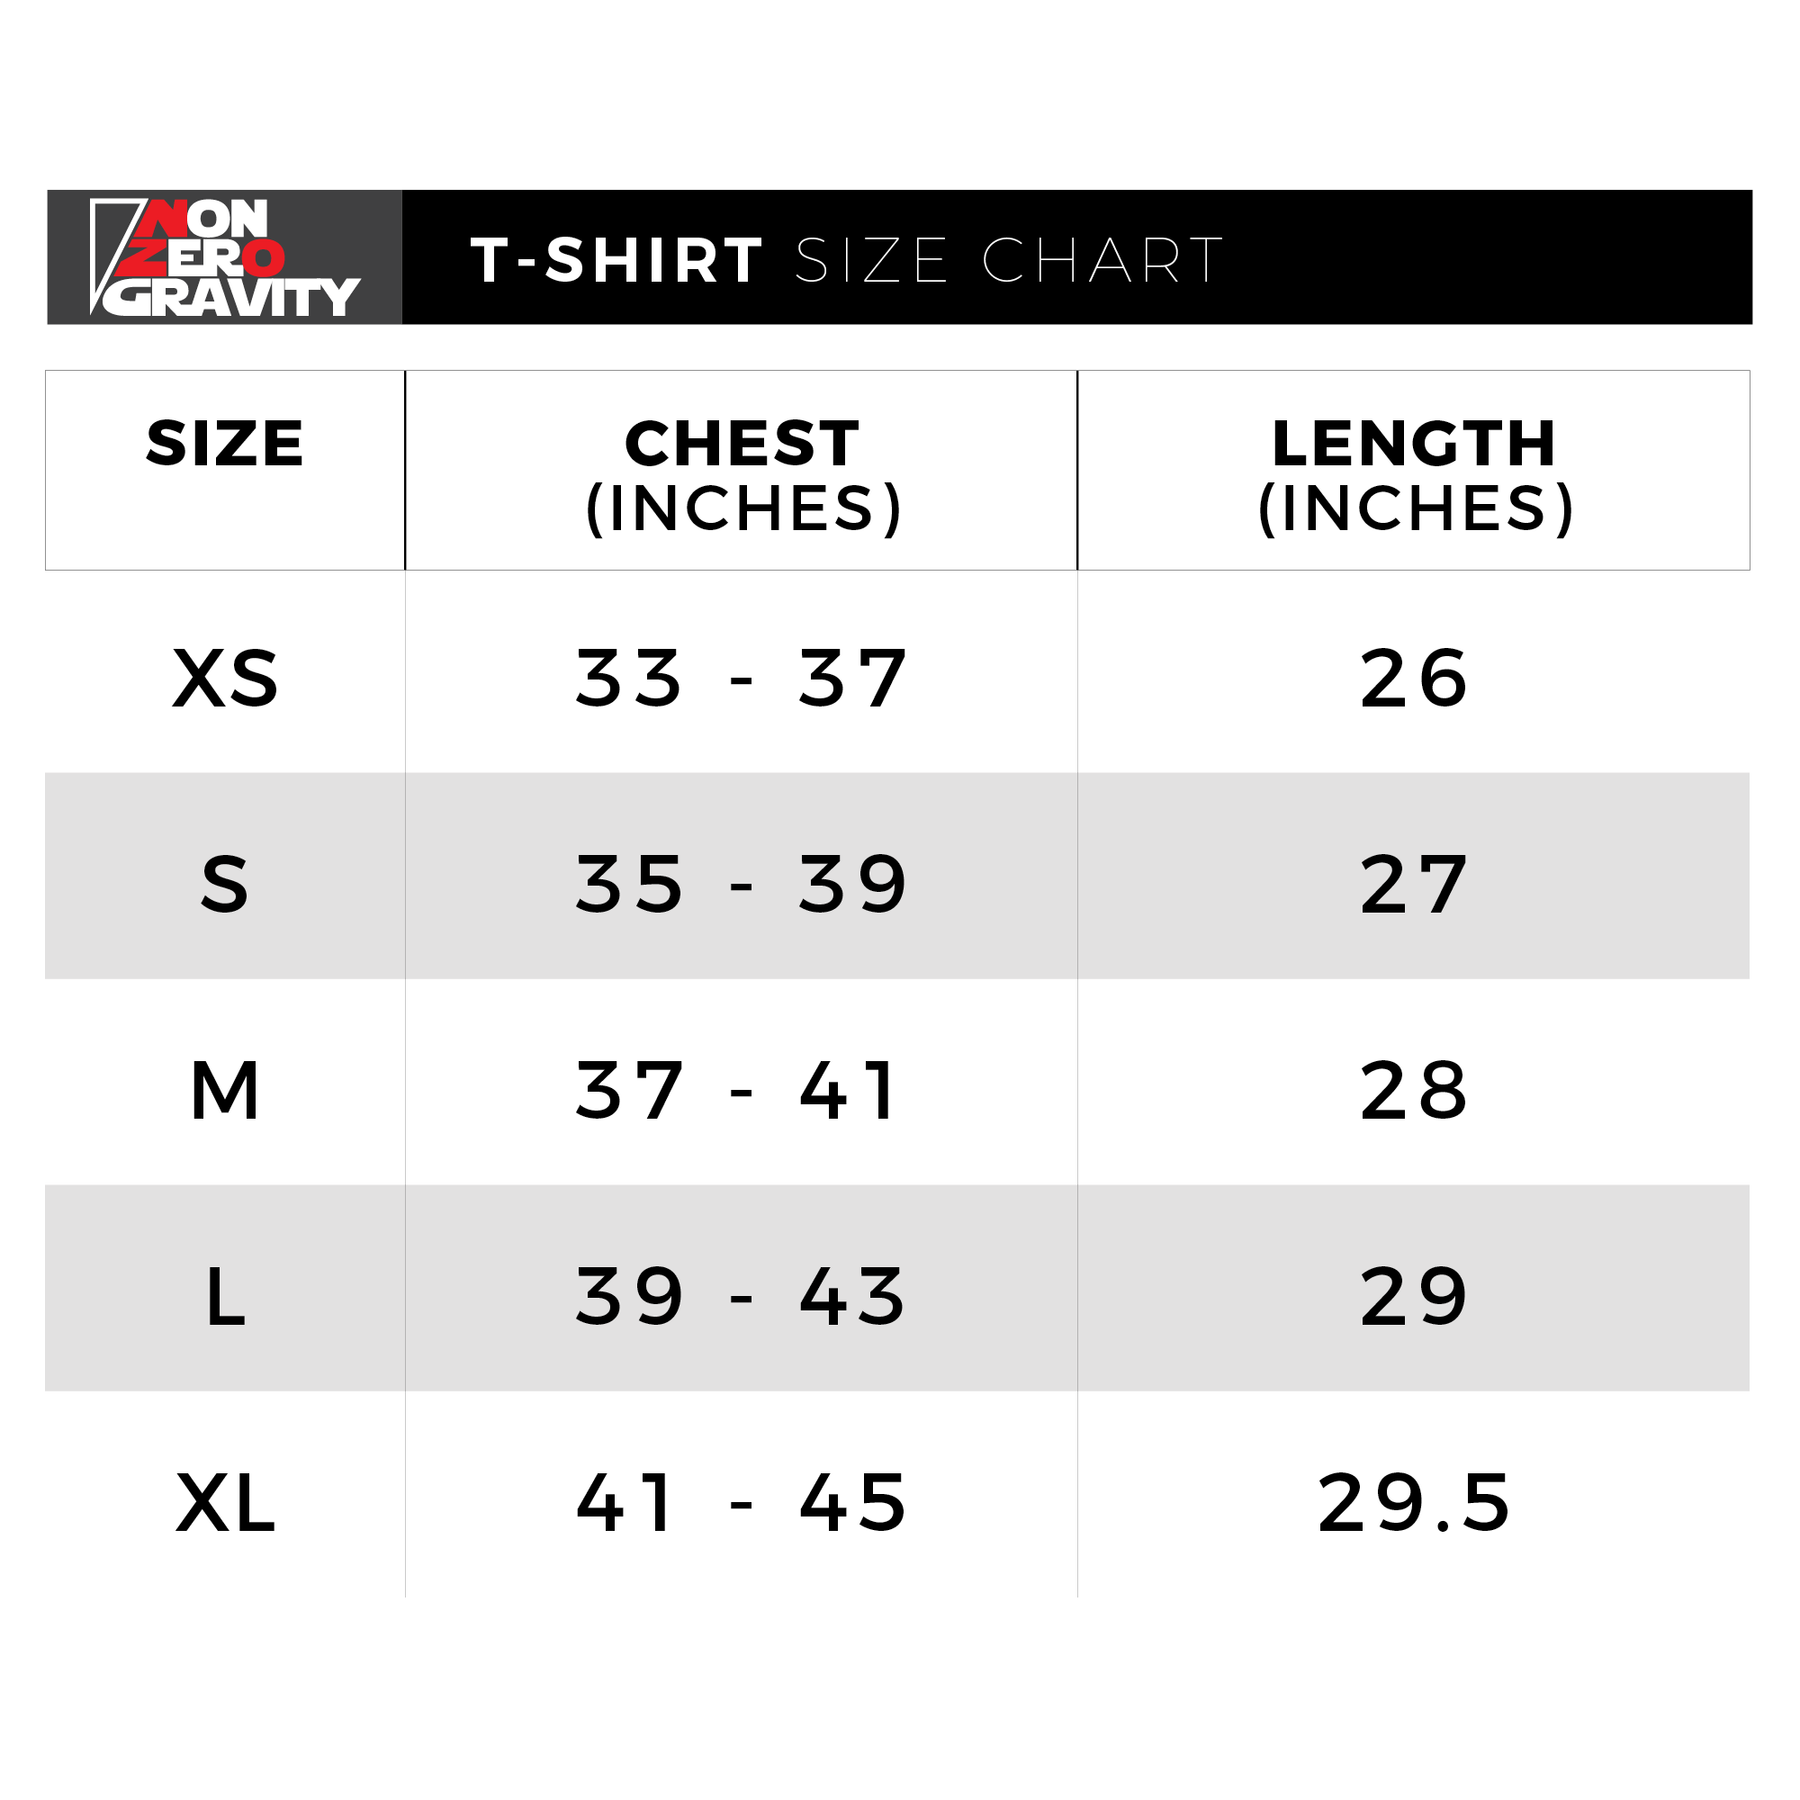 NON
ZERO
GRAVITY
T-SHIRT SIZE CHART
SIZE CHEST LENGTH
(INCHES) (INCHES)
XS 33 - 37 26
S 35 - 39 27
M 37 - 41 28
L 39 - 43 29
XL 41 - 45 29.5